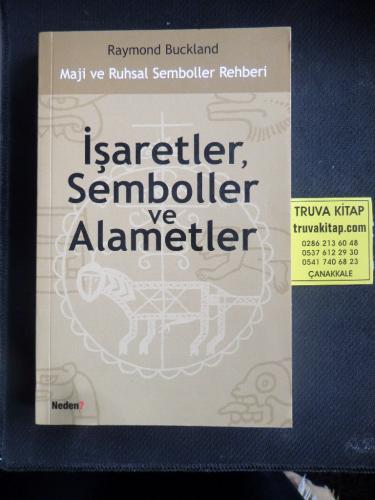 Raymond Buckland
Maji ve Ruhsal Semboller Rehberi
İşaretler,
Semboller
ve
Alametler
Neden?
TRUVA KİTAP
truvakitap.com
0286 213 60 48
0537 612 29 30
0541 740 68 23
ÇANAKKALE